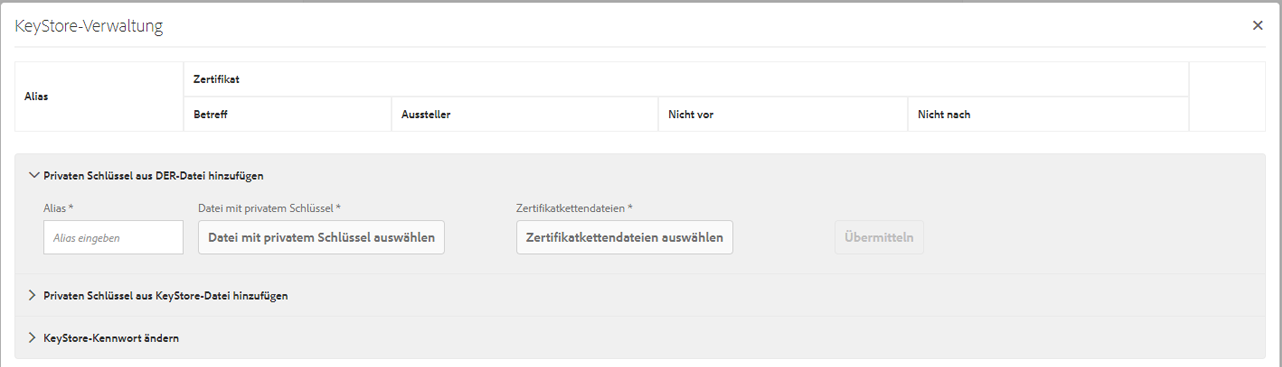 KeyStore-Verwaltung
Alias
Zertifikat
Betreff
Aussteller
Nicht vor
Nicht nach
Privaten Schlüssel aus DER-Datei hinzufügen
Alias *
Datei mit privatem Schlüssel *
Zertifikatkettendateien *
Alias eingeben
Datei mit privatem Schlüssel auswählen
Zertifikatkettendateien auswählen
Übermitteln
Privaten Schlüssel aus KeyStore-Datei hinzufügen
KeyStore-Kennwort ändern